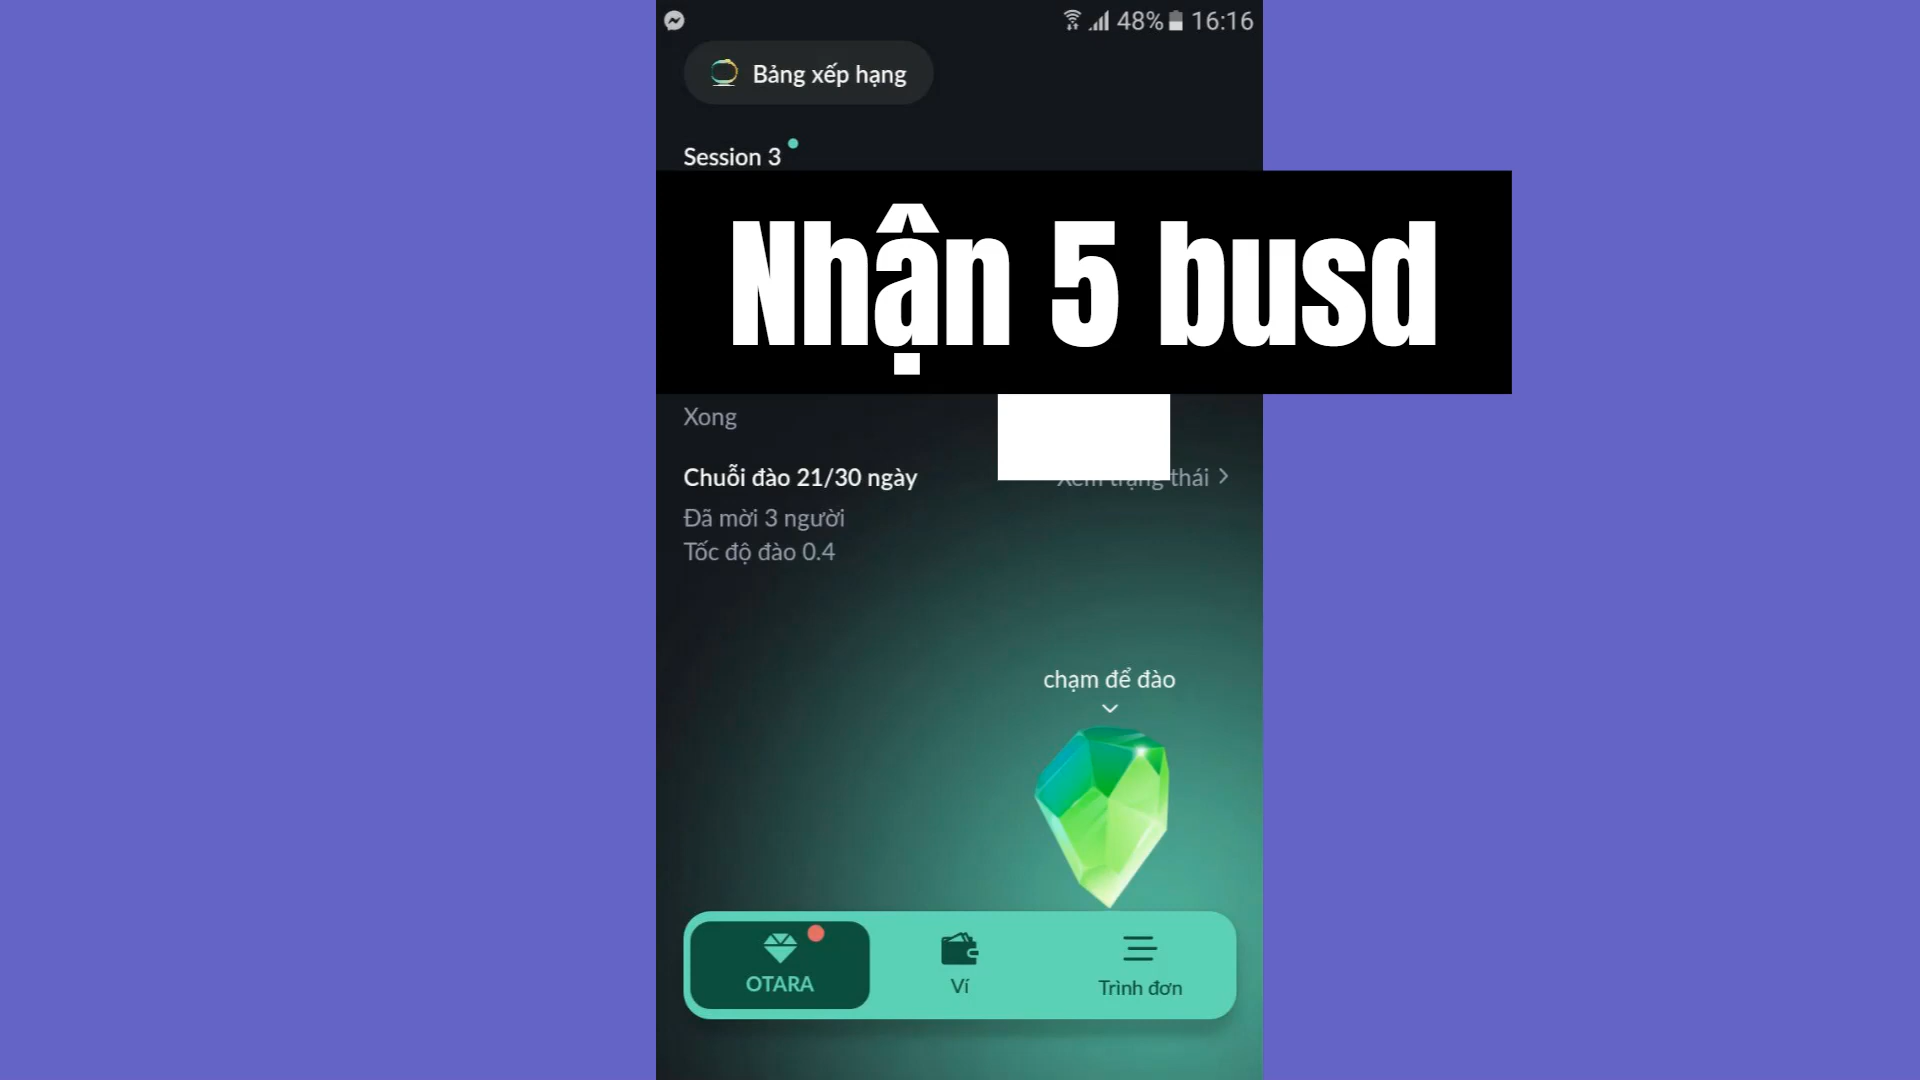 48% 16:16
Bảng xếp hạng
Session 3
Nhận 5 busd
Xong
Chuỗi đào 21/30 ngày
thái >
Đã mời 3 người
Tốc độ đào 0.4
chạm để đào
OTARA
Ví
Trình đơn